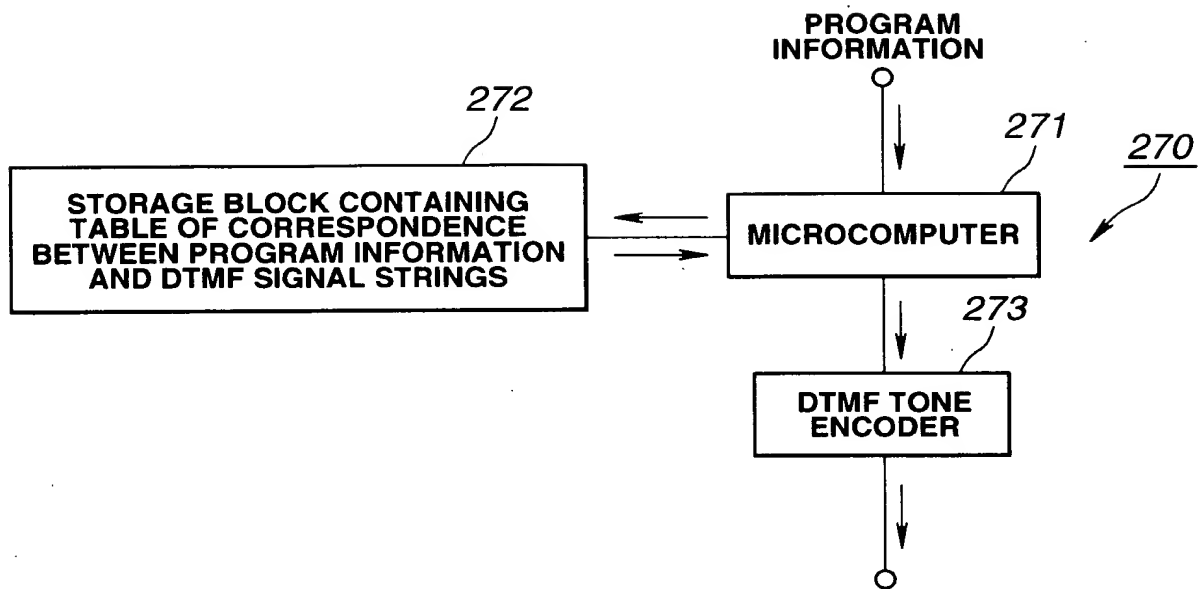 PROGRAM
INFORMATION
272
271
270
STORAGE BLOCK CONTAINING
TABLE OF CORRESPONDENCE
BETWEEN PROGRAM INFORMATION
AND DTMF SIGNAL STRINGS
MICROCOMPUTER
273
DTMF TONE
ENCODER